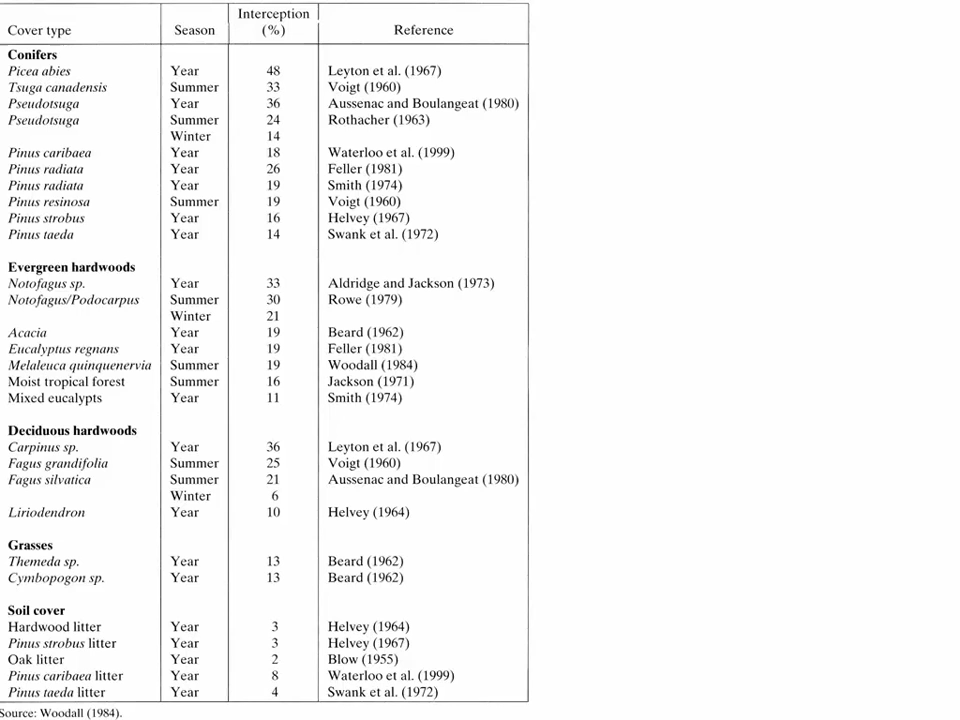 Cover type Season Interception (%) Reference
Conifers
Picea abies Year 48 Leyton et al. (1967)
Tsuga canadensis Summer 33 Voigt (1960)
Pseudotsuga Year 36 Aussenac and Boulangeat (1980)
Pseudotsuga Summer 24 Rothacher (1963)
Winter 14
Pinus caribaea Year 18 Waterloo et al. (1999)
Pinus radiata Year 26 Feller (1981)
Pinus radiata Year 19 Smith (1974)
Pinus resinosa Summer 19 Voigt (1960)
Pinus strobus Year 16 Helvey (1967)
Pinus taeda Year 14 Swank et al. (1972)
Evergreen hardwoods
Notofagus sp. Year 33 Aldridge and Jackson (1973)
Notofagus/Podocarpus Summer 30 Rowe (1979)
Winter 21
Acacia Year 19 Beard (1962)
Eucalyptus regnans Year 19 Feller (1981)
Melaleuca quinquenervia Summer 19 Woodall (1984)
Moist tropical forest Summer 16 Jackson (1971)
Mixed eucalypts Year 11 Smith (1974)
Deciduous hardwoods
Carpinus sp. Year 36 Leyton et al. (1967)
Fagus grandifolia Summer 25 Voigt (1960)
Fagus silvatica Summer 21 Aussenac and Boulangeat (1980)
Winter 6
Liriodendron Year 10 Helvey (1964)
Grasses
Themeda sp. Year 13 Beard (1962)
Cymbopogon sp. Year 13 Beard (1962)
Soil cover
Hardwood litter Year 3 Helvey (1964)
Pinus strobus litter Year 3 Helvey (1967)
Oak litter Year 2 Blow (1955)
Pinus caribaea litter Year 8 Waterloo et al. (1999)
Pinus taeda litter Year 4 Swank et al. (1972)
Source: Woodall (1984).